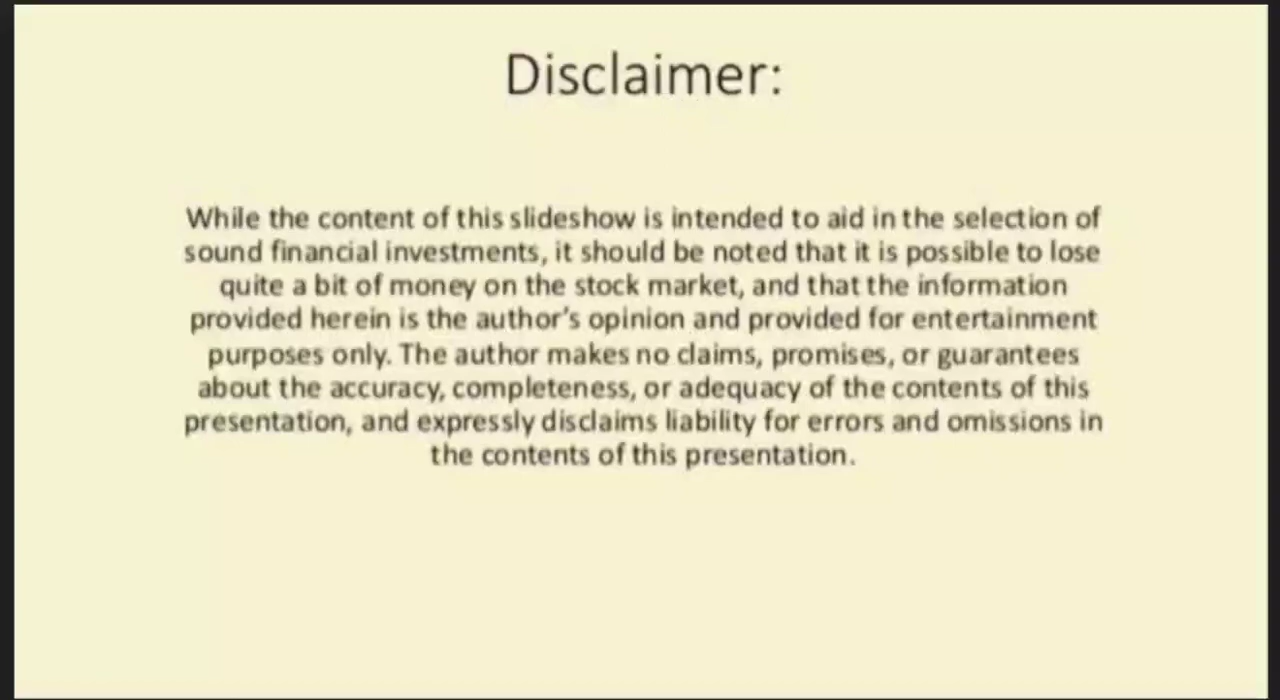 Disclaimer:
While the content of this slideshow is intended to aid in the selection of
sound financial investments, it should be noted that it is possible to lose
quite a bit of money on the stock market, and that the information
provided herein is the author’s opinion and provided for entertainment
purposes only. The author makes no claims, promises, or guarantees
about the accuracy, completeness, or adequacy of the contents of this
presentation, and expressly disclaims liability for errors and omissions in
the contents of this presentation.